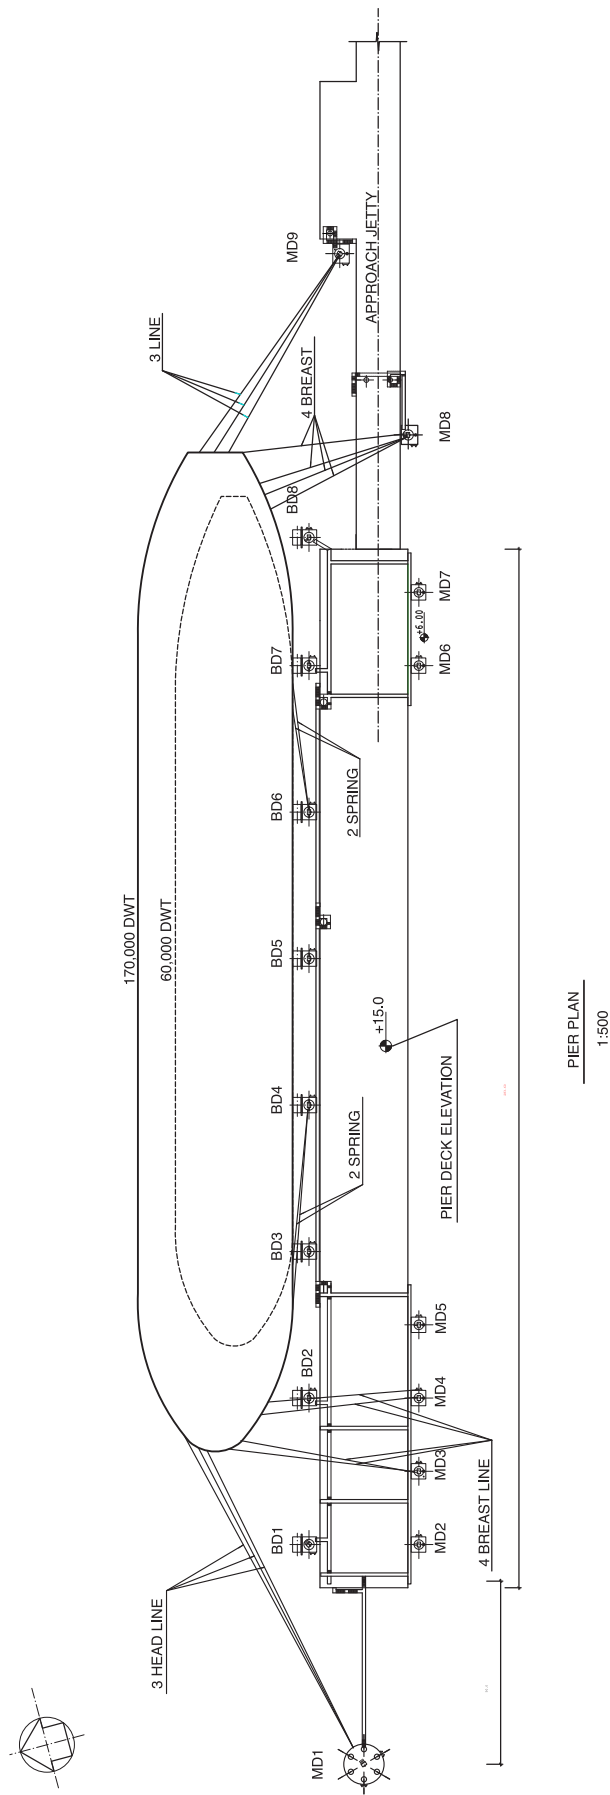 MD9
3 LINE
APPROACH JETTY
4 BREAST
MD8
BD8
MD7
+6.00
BD7
MD6
2 SPRING
BD6
170,000 DWT
60,000 DWT
BD5
+15.0
PIER PLAN
1:500
PIER DECK ELEVATION
BD4
2 SPRING
BD3
MD5
BD2
MD4
MD3
4 BREAST LINE
BD1
MD2
3 HEAD LINE
MD1